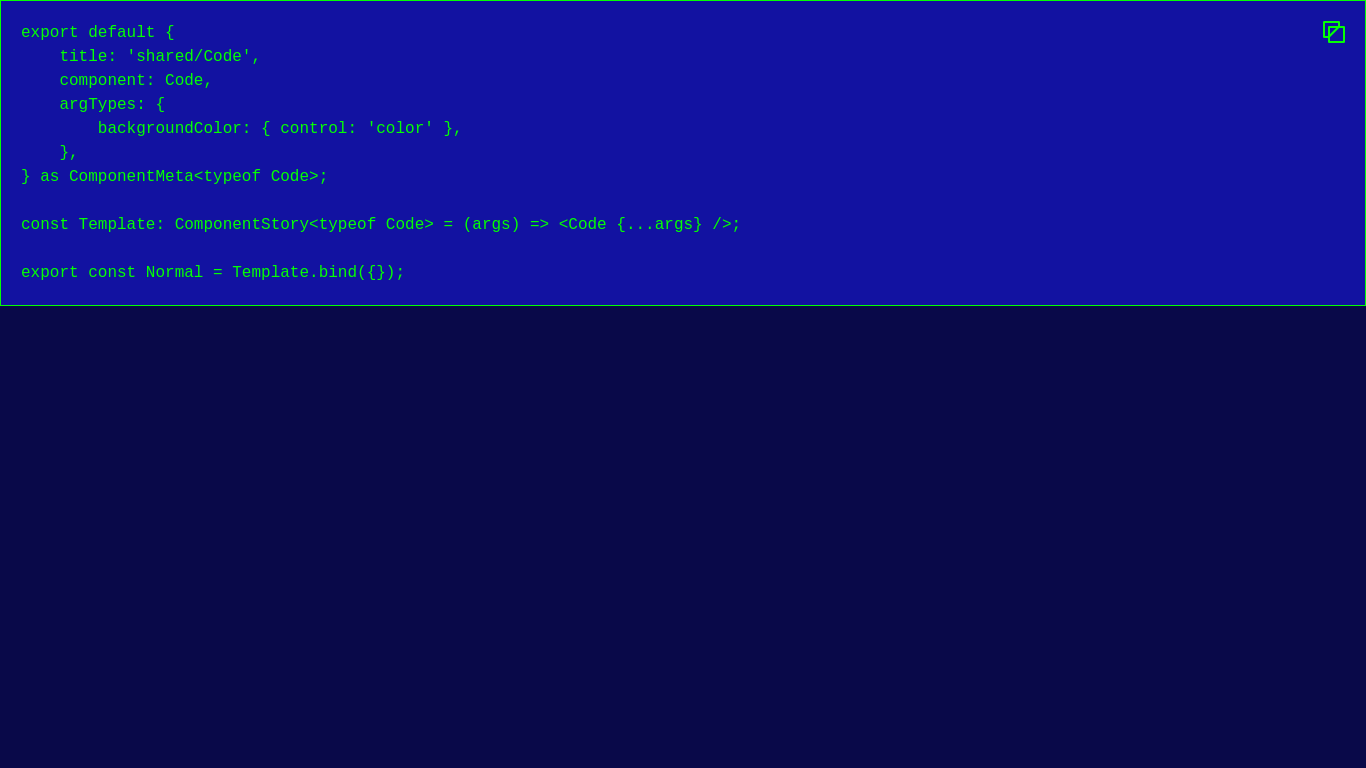 export default {
    title: 'shared/Code',
    component: Code,
    argTypes: {
        backgroundColor: { control: 'color' },
    },
} as ComponentMeta<typeof Code>;

const Template: ComponentStory<typeof Code> = (args) => <Code {...args} />;

export const Normal = Template.bind({});